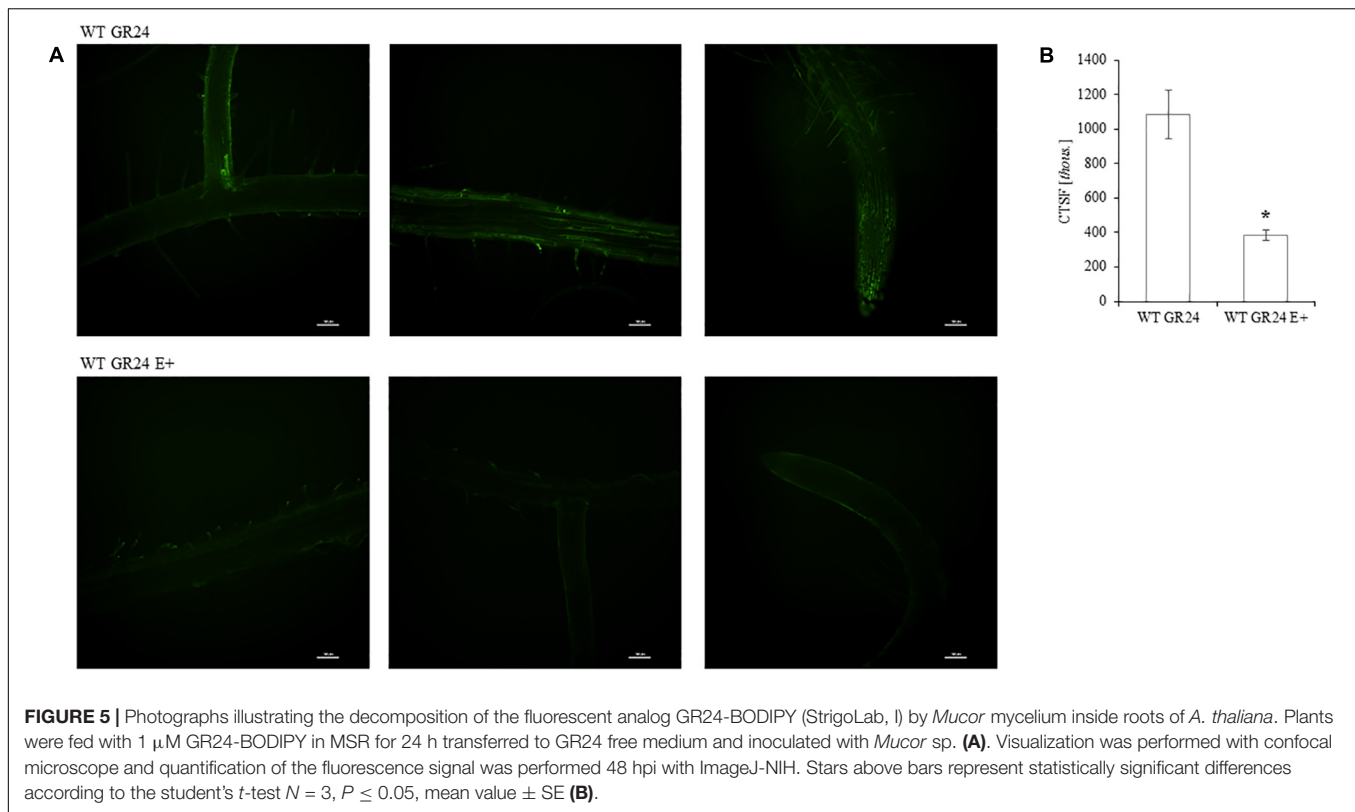 WT GR24
A
B
1400
1200
1000
800
600
400
200
0
CTSF [thous.]
*
WT GR24
WT GR24 E+
WT GR24 E+
FIGURE 5 | Photographs illustrating the decomposition of the fluorescent analog GR24-BODIPY (StrigoLab, I) by Mucor mycelium inside roots of A. thaliana. Plants
were fed with 1 μM GR24-BODIPY in MSR for 24 h transferred to GR24 free medium and inoculated with Mucor sp. (A). Visualization was performed with confocal
microscope and quantification of the fluorescence signal was performed 48 hpi with ImageJ-NIH. Stars above bars represent statistically significant differences
according to the student’s t-test N = 3, P ≤ 0.05, mean value ± SE (B).